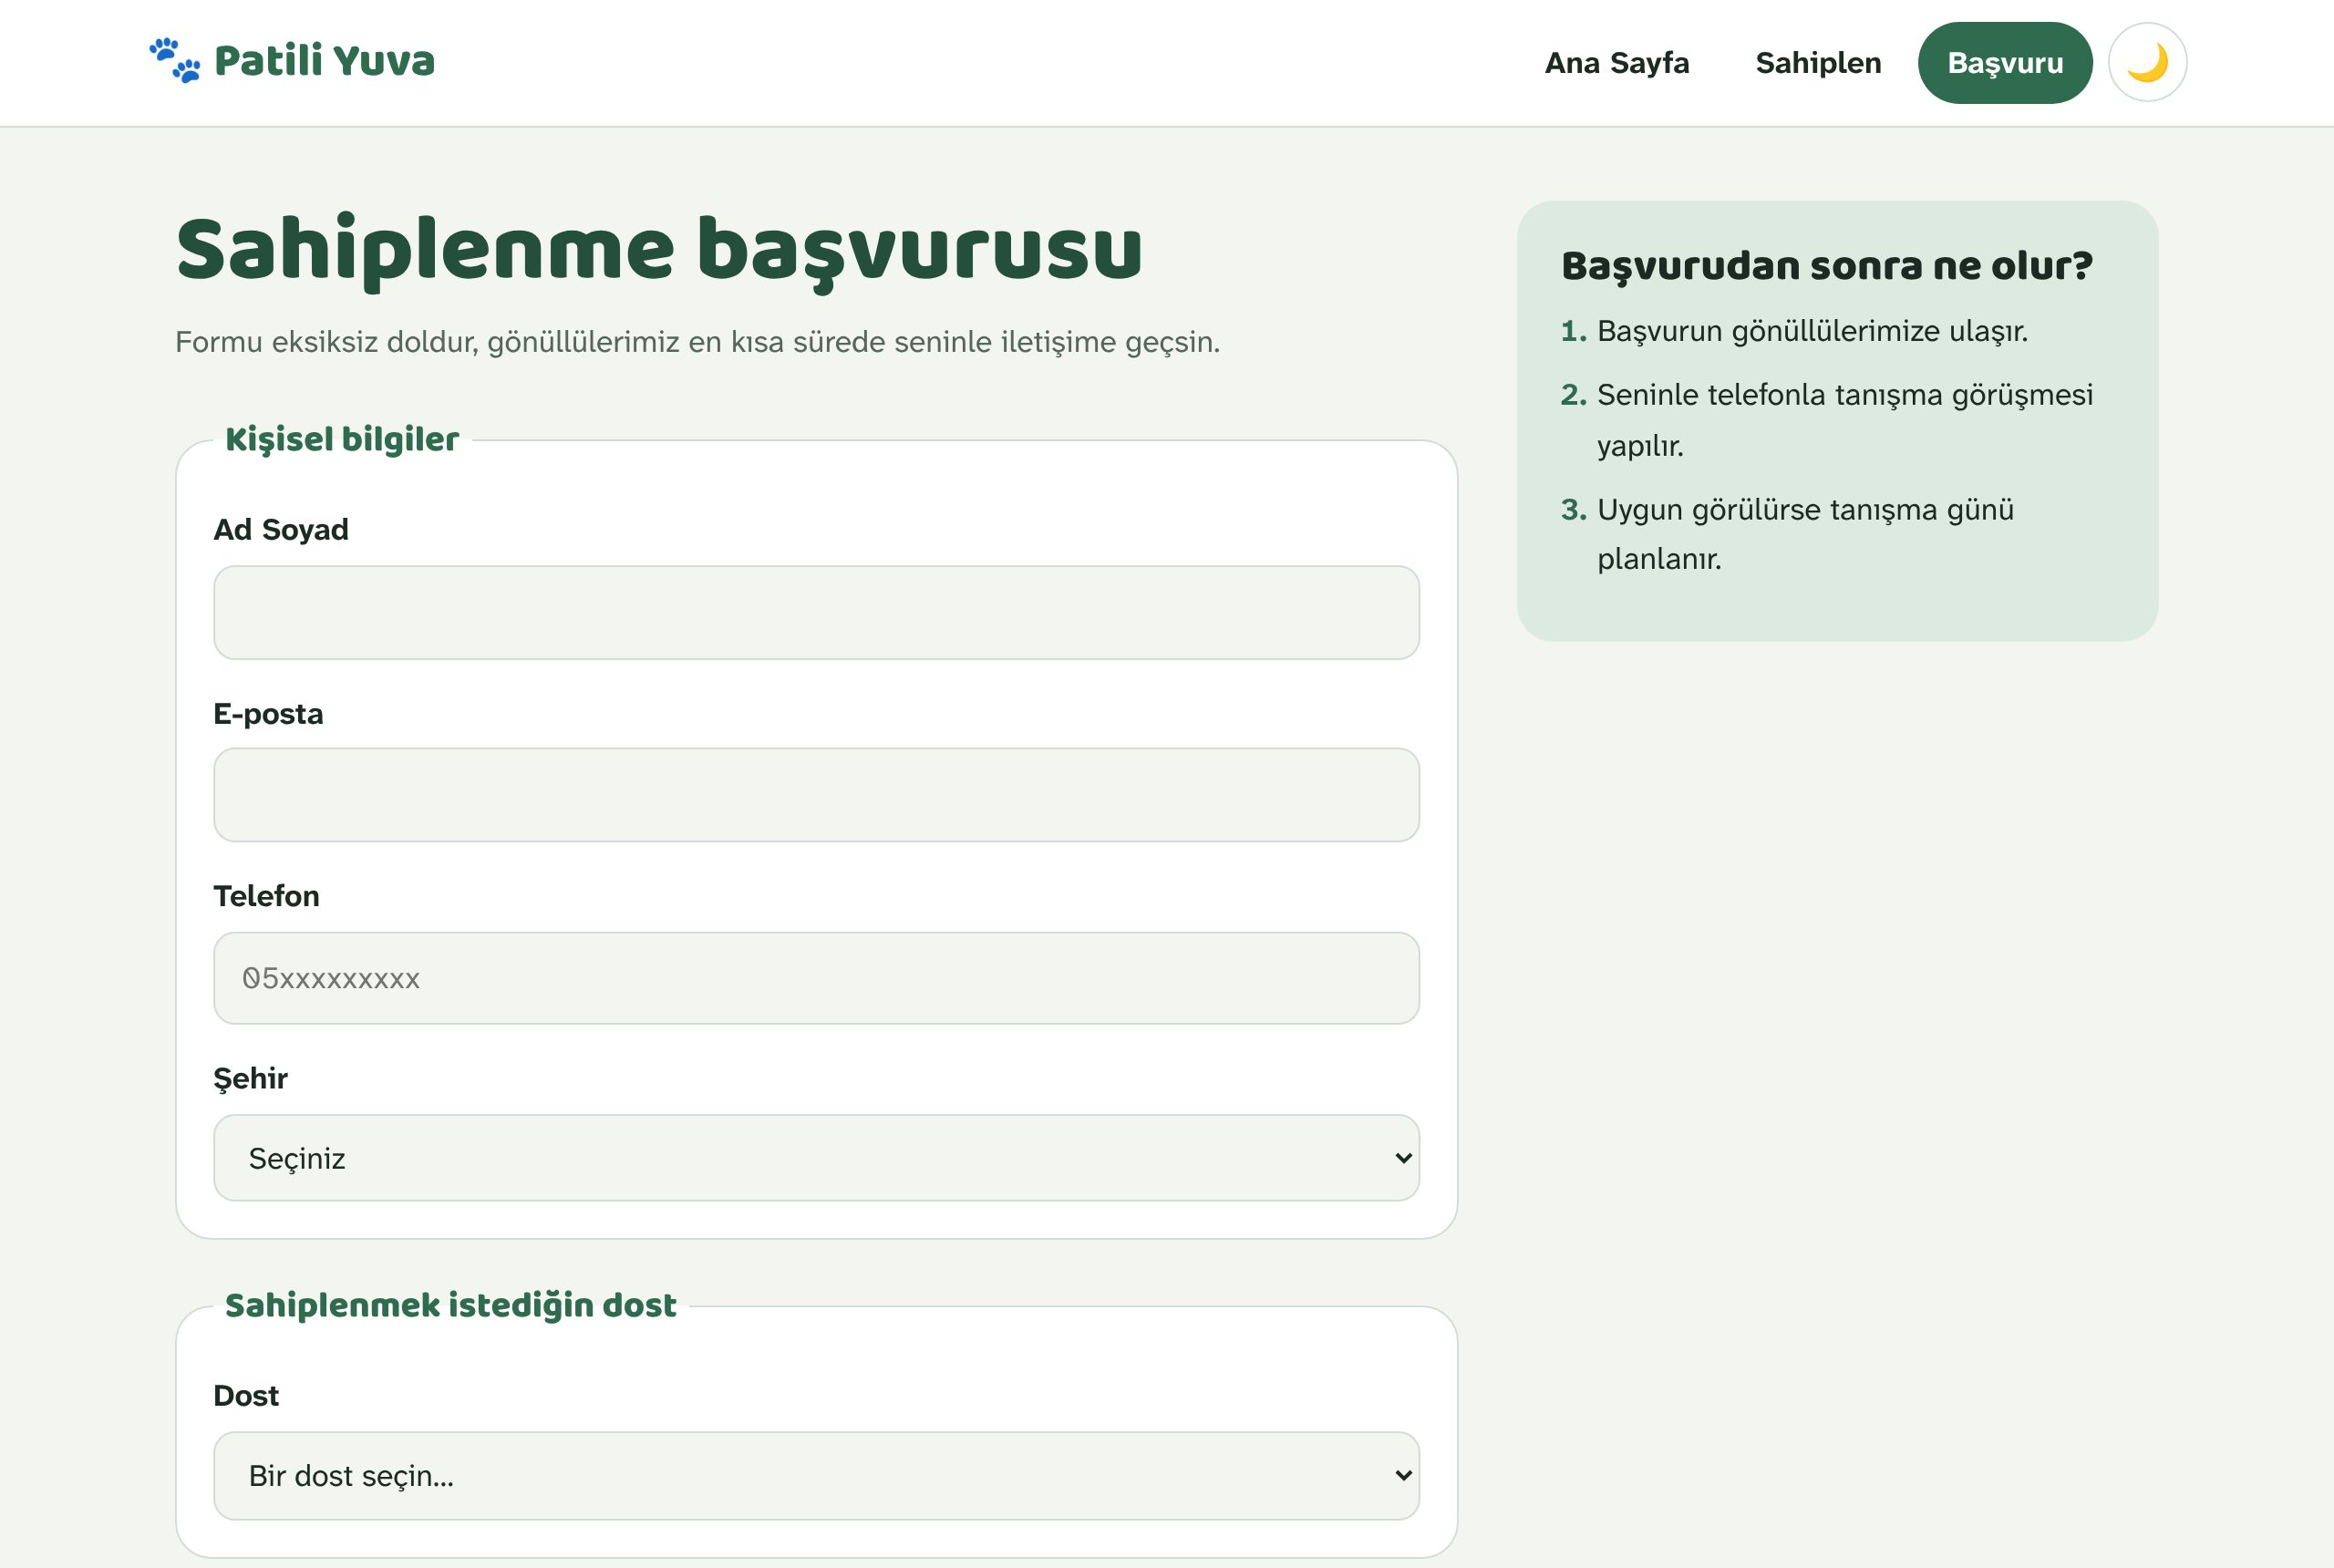 Patili Yuva
Ana Sayfa
Sahiplen
Başvuru
Sahiplenme başvurusu
Formu eksiksiz doldur, gönüllülerimiz en kısa sürede seninle iletişime geçsin.
Kişisel bilgiler
Ad Soyad
E-posta
Telefon
05xxxxxxxxx
Şehir
Seçiniz
Sahiplenmek istediğin dost
Dost
Bir dost seçin...
Başvurudan sonra ne olur?
1. Başvurun gönüllülerimize ulaşır.
2. Seninle telefonla tanışma görüşmesi
yapılır.
3. Uygun görülürse tanışma günü
planlanır.